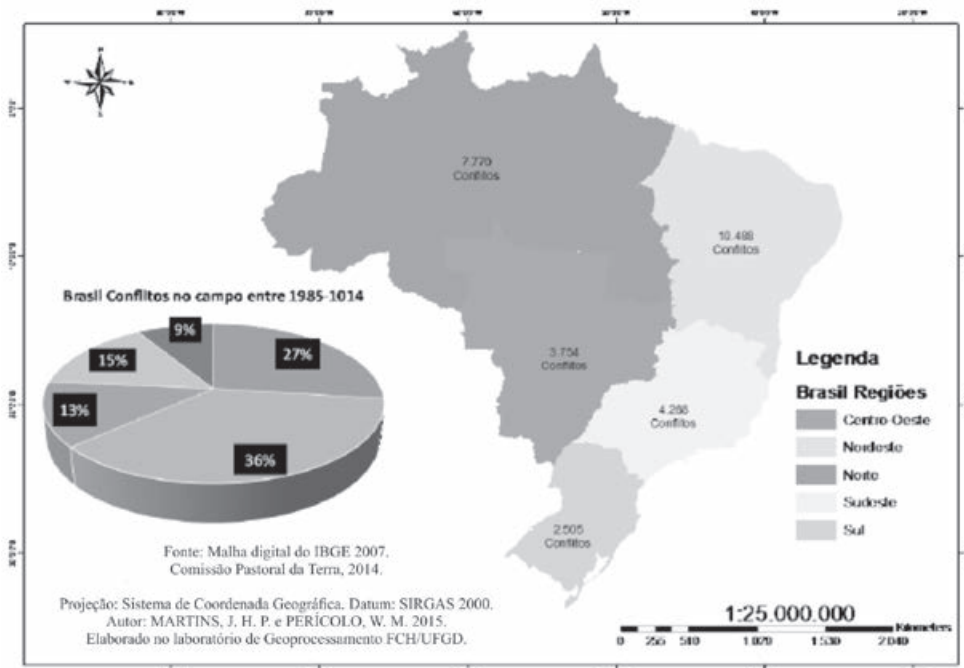 7.770
Conflitos
10.488
Conflitos
Brasil Conflitos no campo entre 1985-1014
9%
27%
15%
13%
36%
3.754
Conflitos
4.268
Conflitos
2.505
Conflitos
Legenda
Brasil Regiões
Centro-Oeste
Nordeste
Norte
Sudeste
Sul
Fonte: Malha digital do IBGE 2007.
Comissão Pastoral da Terra, 2014.
Projeção: Sistema de Coordenada Geográfica. Datum: SIRGAS 2000.
Autor: MARTINS, J. H. P. e PERÍCOLO, W. M. 2015.
Elaborado no laboratório de Geoprocessamento FCH/UFGD.
1:25.000.000
Kilometers
0 255 510 1.020 1.530 2.040